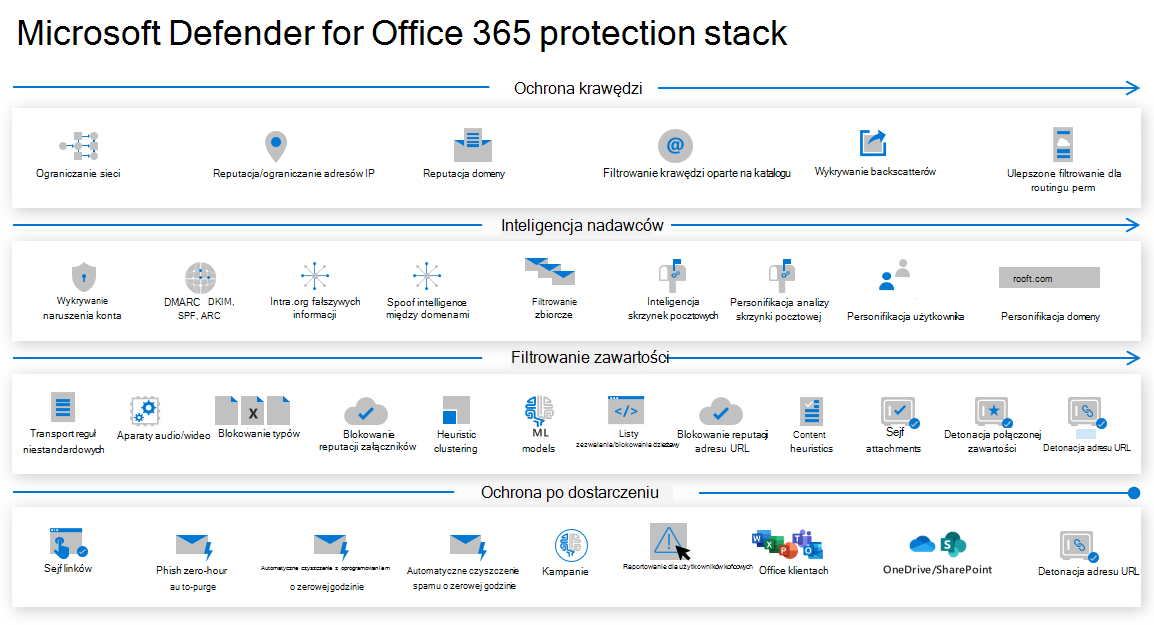 Microsoft Defender for Office 365 protection stack
Ochrona krawędzi
Ograniczanie sieci
Reputacja/ograniczanie adresów IP
Reputacja domeny
@
Filtrowanie krawędzi oparte na katalogu
Wykrywanie backscatterów
Ulepszone filtrowanie dla
routingu perm
Inteligencja nadawców
Wykrywanie
naruszenia konta
DMARC DKIM,
SPF, ARC
Intra.org fałszywych
informacji
Spoof intelligence
między domenami
Filtrowanie
zbiorcze
Inteligencja
skrzynek pocztowych
Personifikacja analizy
skrzynki pocztowej
Personifikacja użytkownika
rooft.com
Personifikacja domeny
Filtrowanie zawartości
Transport reguł
niestandardowych
Aparaty audio/wideo
X
Blokowanie typów
Blokowanie
reputacji załączników
Heuristic
clustering
ML
models
</>
Listy
zezwalania/blokowania dzierżawy
Blokowanie reputacji
adresu URL
Content
heuristics
Sejf
attachments
Detonacja połączonej
zawartości
Detonacja adresu URL
Ochrona po dostarczeniu
Sejf linków
Phish zero-hour
auto-purge
Automatyczne czyszczenie z oprogramowaniem
o zerowej godzinie
Automatyczne czyszczenie
spamu o zerowej godzinie
Kampanie
Raportowanie dla użytkowników końcowych
W X P T O
Office klientach
S
OneDrive/SharePoint
Detonacja adresu URL